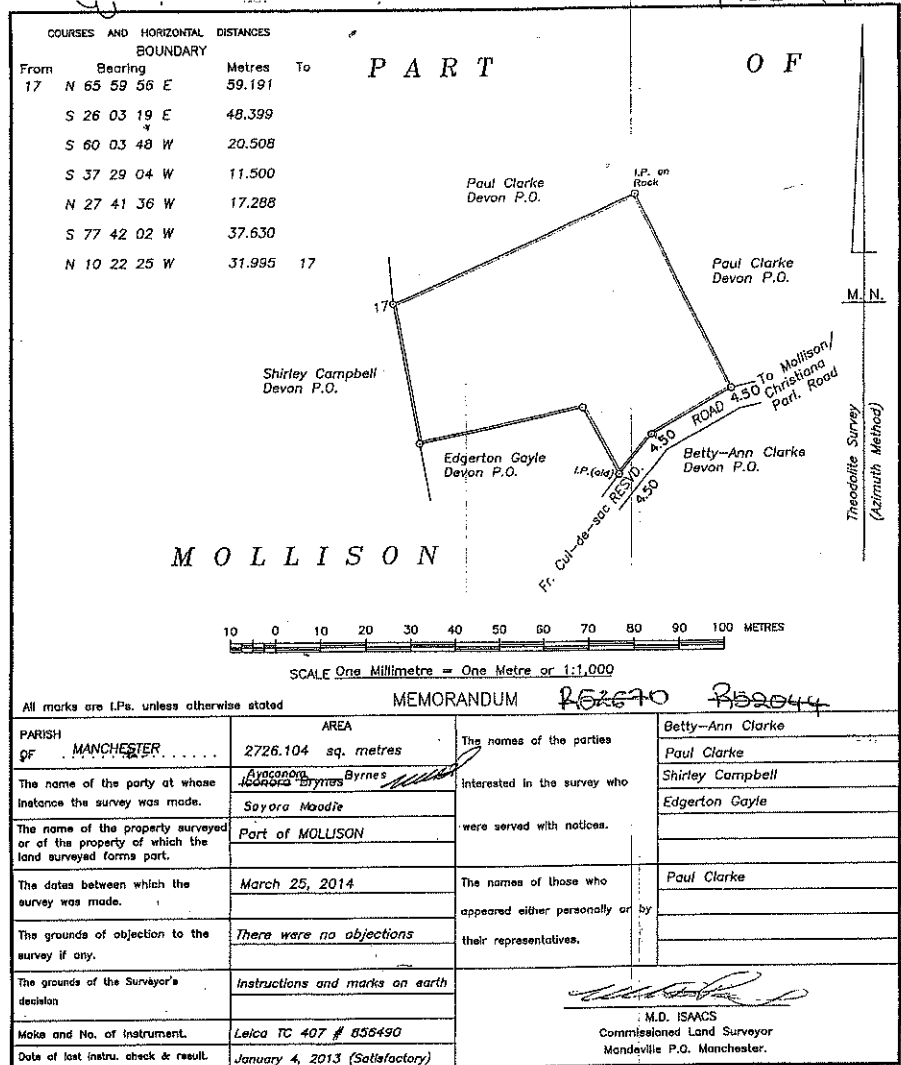 COURSES AND HORIZONTAL DISTANCES
BOUNDARY
From Bearing Metres To
17 N 65 59 56 E 59.191
S 26 03 19 E 48.399
S 60 03 48 W 20.508
S 37 29 04 W 11.500
N 27 41 36 W 17.288
S 77 42 02 W 37.630
N 10 22 25 W 31.995 17
PART OF
I.P. on
Rock
Paul Clarke
Devon P.O.
Paul Clarke
Devon P.O.
M. N.
17
Shirley Campbell
Devon P.O.
To Mollison/
Christiana
Parl. Road
4.50 ROAD 4.50
Betty-Ann Clarke
Devon P.O.
Edgerton Gayle
Devon P.O.
I.P.(old)
RESVD.
4.50
Fr. Cul-de-sac
Theodolite Survey
(Azimuth Method)
MOLLISON
10 0 10 20 30 40 50 60 70 80 90 100 METRES
SCALE One Millimetre = One Metre or 1:1,000
All marks are I.Ps. unless otherwise stated
MEMORANDUM R52670 R52044
PARISH
OF MANCHESTER
AREA
2726.104 sq. metres
The name of the party at whose
instance the survey was made.
Byrnes
Sayora Moodie
The name of the property surveyed
or of the property of which the
land surveyed forms part.
Part of MOLLISON
The dates between which the
survey was made.
March 25, 2014
The grounds of objection to the
survey if any.
There were no objections
The grounds of the Surveyor's
decision
Instructions and marks on earth
Make and No. of Instrument.
Leica TC 407 # 856490
Date of last instru. check & result.
January 4, 2013 (Satisfactory)
The names of the parties
interested in the survey who
were served with notices.
Betty-Ann Clarke
Paul Clarke
Shirley Campbell
Edgerton Gayle
The names of those who
appeared either personally or by
their representatives.
Paul Clarke
M.D. ISAACS
Commissioned Land Surveyor
Mandeville P.O. Manchester.